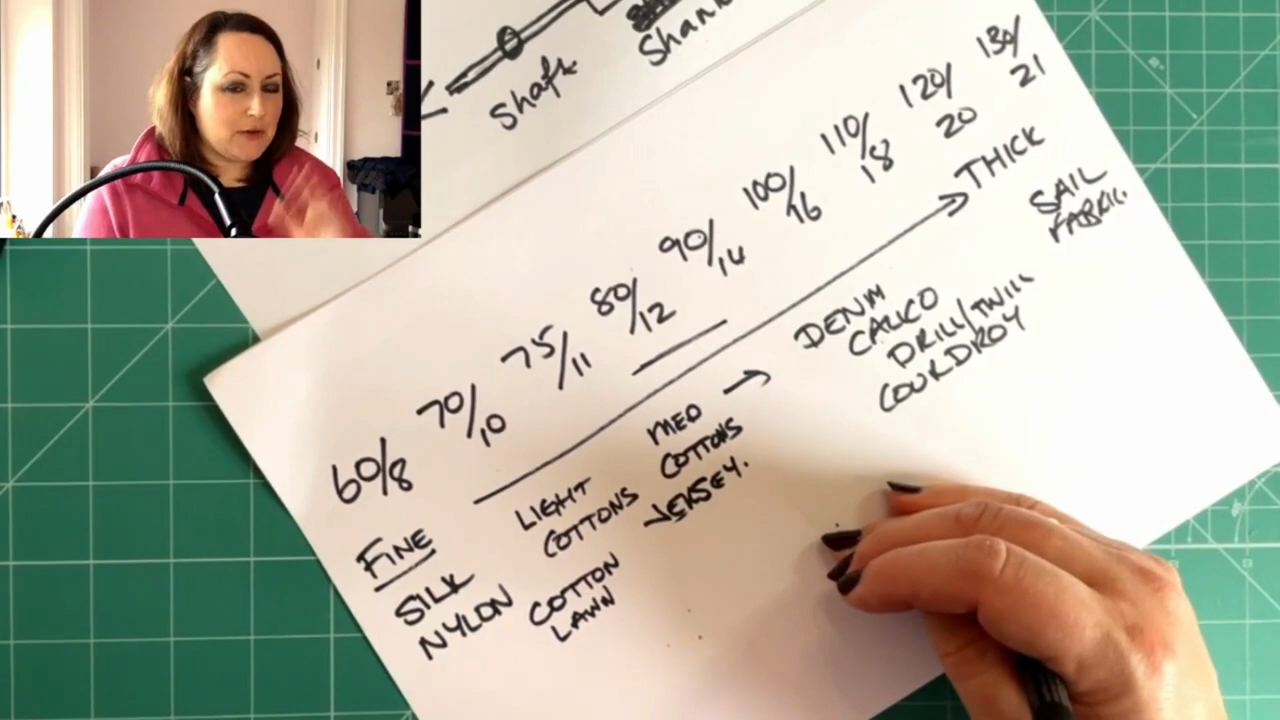 Shaft
Shank
60/8
70/10
75/11
80/12
90/14
100/16
110/18
120/
20
130/
21
FINE
THICK
SILK
NYLON
LIGHT
COTTONS
COTTON
LAWN
MED
COTTONS
JERSEY.
DENIM
CALICO
DRILL/TWILL
COURDROY
SAIL
FABRIC.